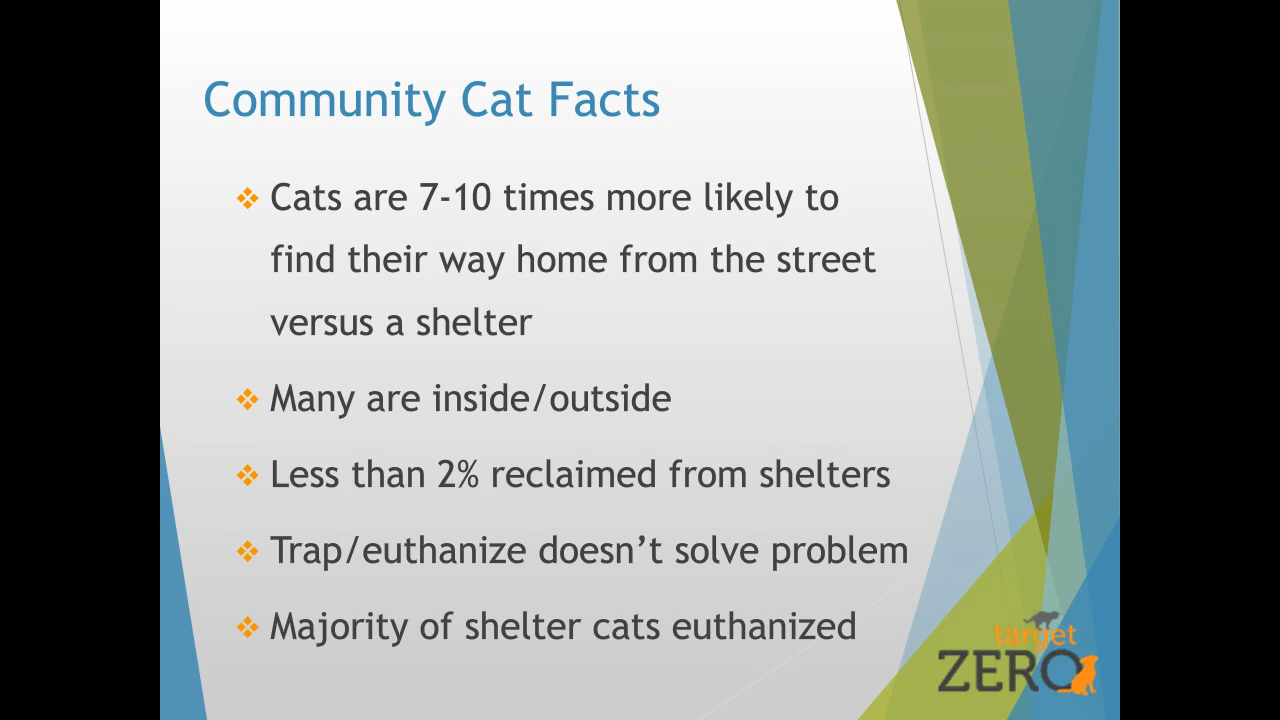 Community Cat Facts
Cats are 7-10 times more likely to
find their way home from the street
versus a shelter
Many are inside/outside
Less than 2% reclaimed from shelters
Trap/euthanize doesn’t solve problem
Majority of shelter cats euthanized
target
ZERO